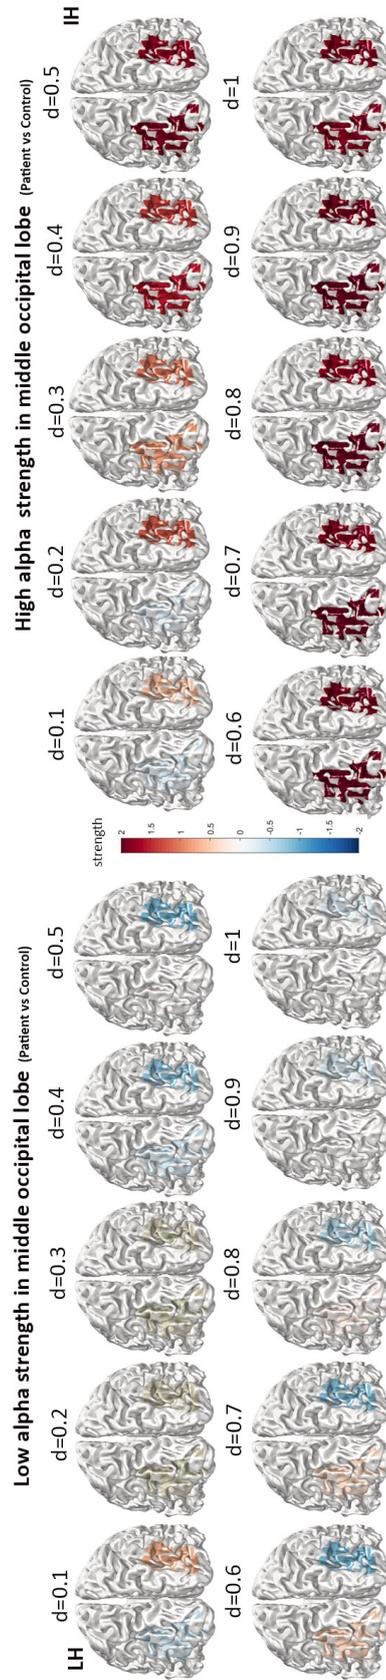 Low alpha strength in middle occipital lobe (Patient vs Control)
LH
d=0.1 d=0.2 d=0.3 d=0.4 d=0.5
d=0.6 d=0.7 d=0.8 d=0.9 d=1
strength
2
1.5
1
0.5
0
-0.5
-1
-1.5
-2
High alpha strength in middle occipital lobe (Patient vs Control)
IH
d=0.1 d=0.2 d=0.3 d=0.4 d=0.5
d=0.6 d=0.7 d=0.8 d=0.9 d=1